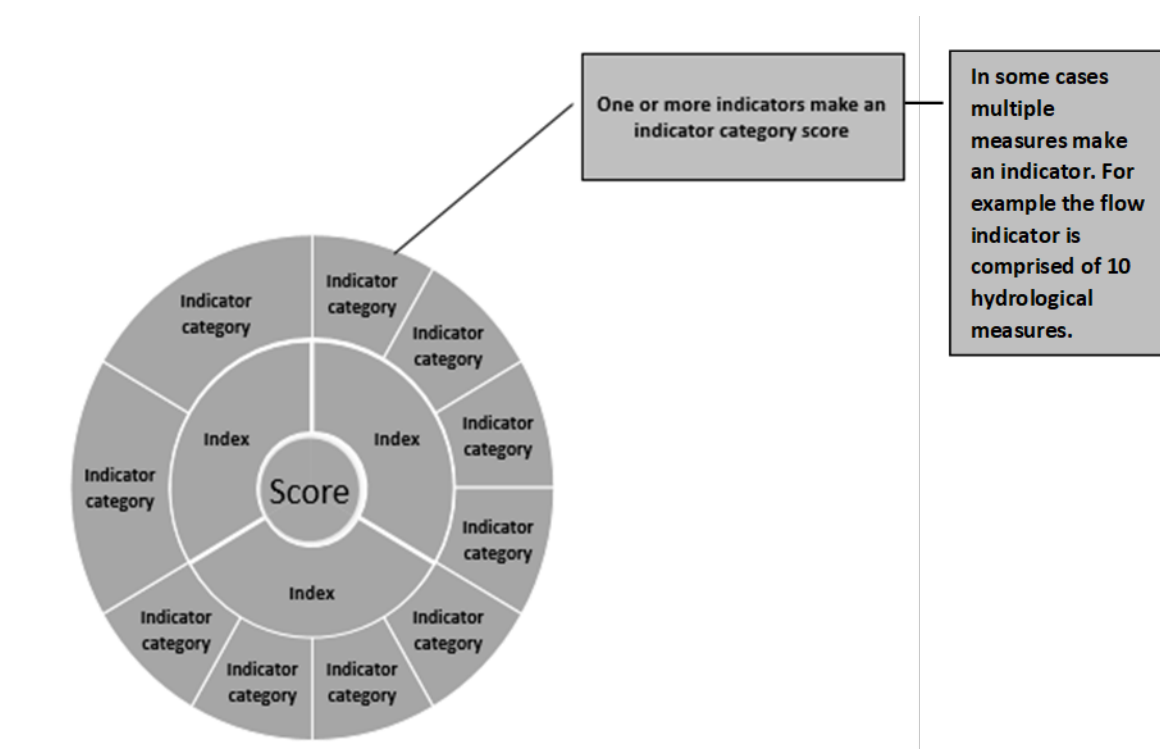 One or more indicators make an
indicator category score
In some cases
multiple
measures make
an indicator. For
example the flow
indicator is
comprised of 10
hydrological
measures.
Indicator
category
Indicator
category
Indicator
category
Indicator
category
Index
Index
Indicator
category
Score
Indicator
category
Index
Indicator
category
Indicator
category
Indicator
category
Indicator
category